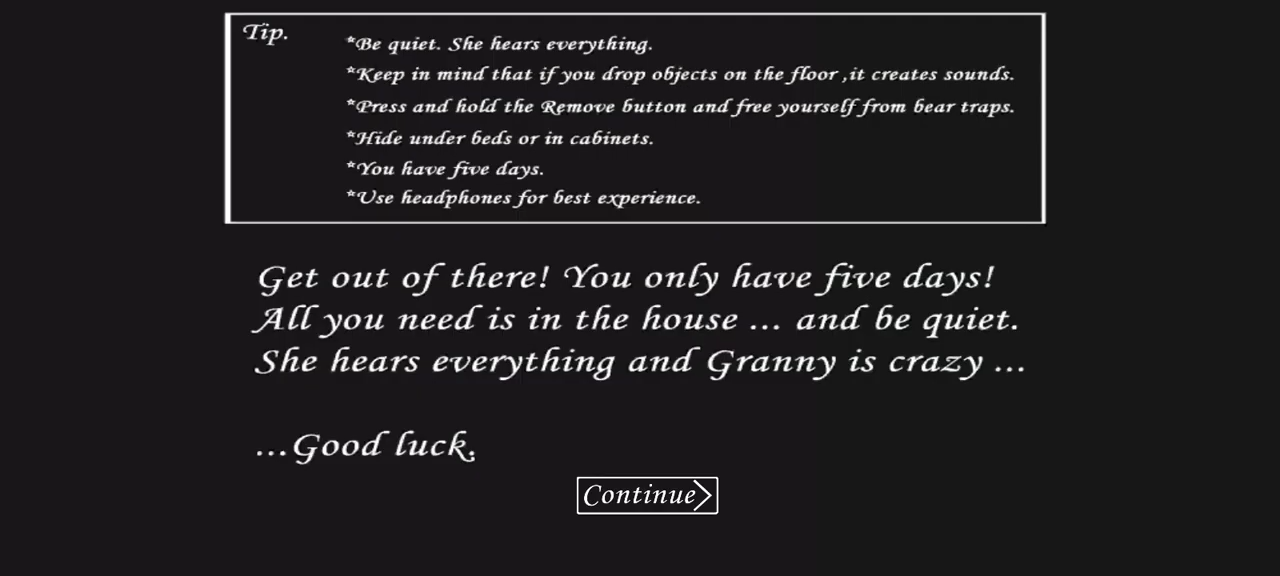 Tip.
*Be quiet. She hears everything.
*Keep in mind that if you drop objects on the floor ,it creates sounds.
*Press and hold the Remove button and free yourself from bear traps.
*Hide under beds or in cabinets.
*You have five days.
*Use headphones for best experience.
Get out of there! You only have five days!
All you need is in the house ... and be quiet.
She hears everything and Granny is crazy ...
...Good luck.
Continue